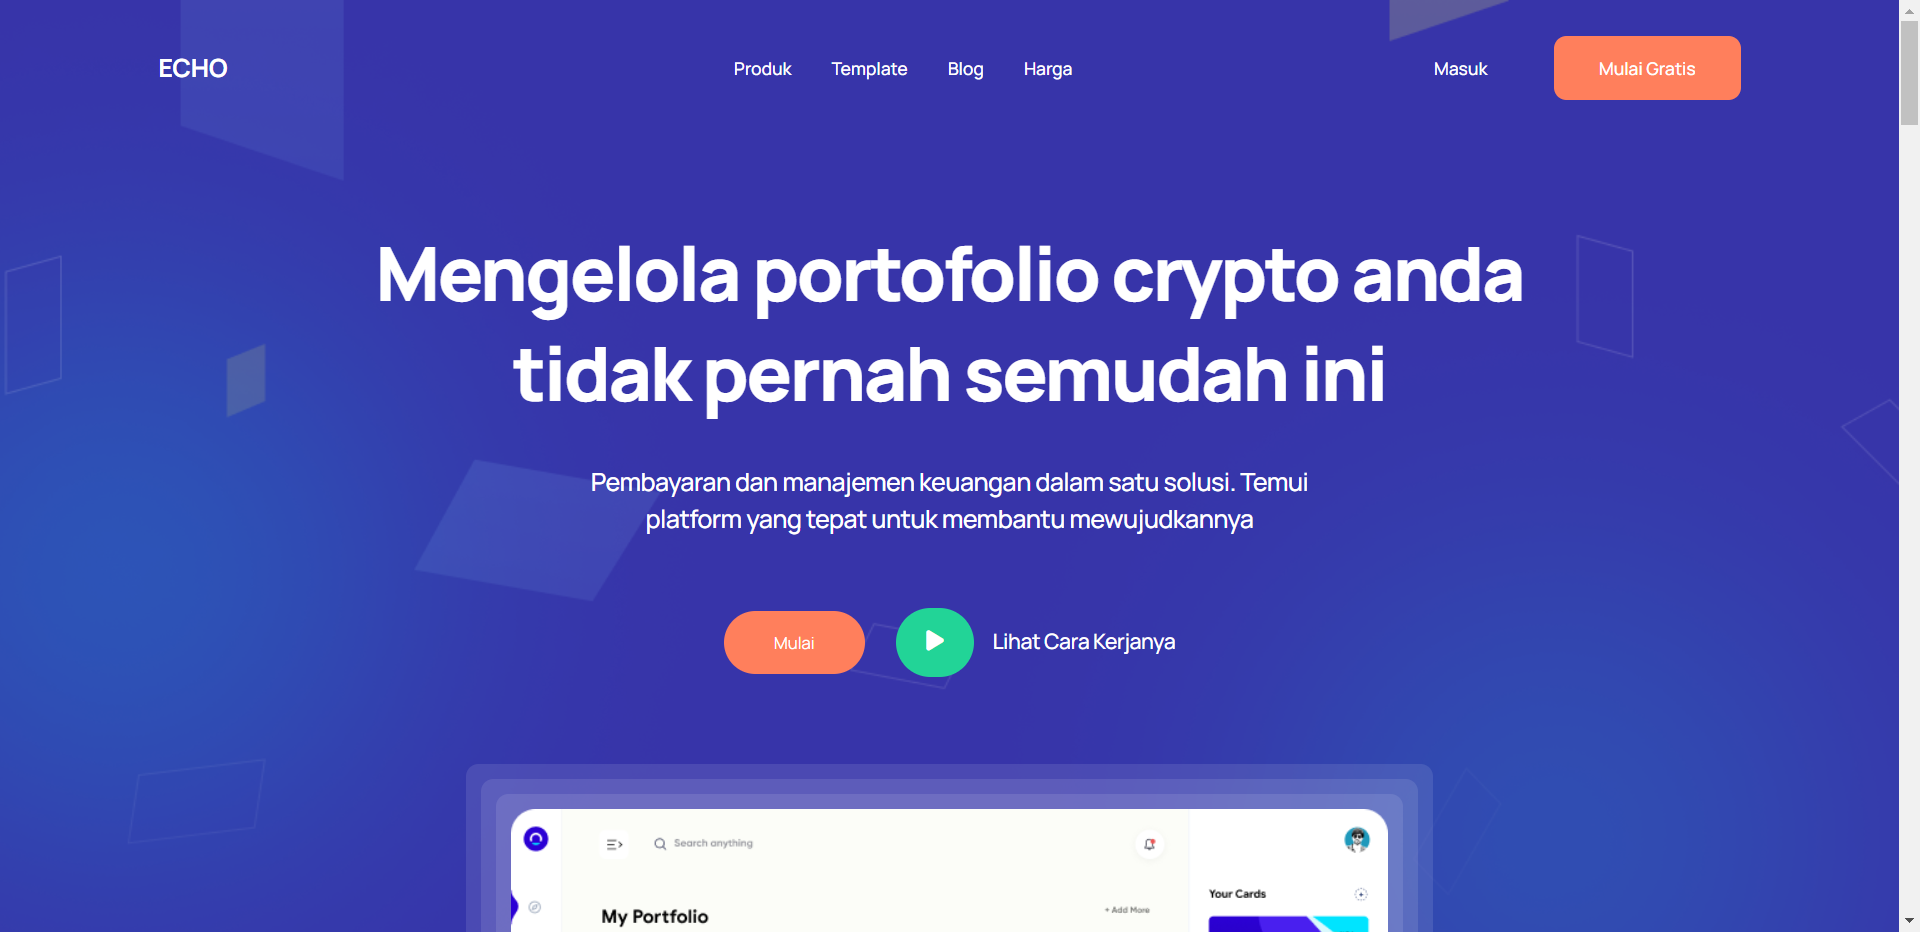 ECHO
Produk
Template
Blog
Harga
Masuk
Mulai Gratis
Mengelola portofolio crypto anda
tidak pernah semudah ini
Pembayaran dan manajemen keuangan dalam satu solusi. Temui
platform yang tepat untuk membantu mewujudkannya
Mulai
Lihat Cara Kerjanya
Search anything
Your Cards
My Portfolio
+ Add More